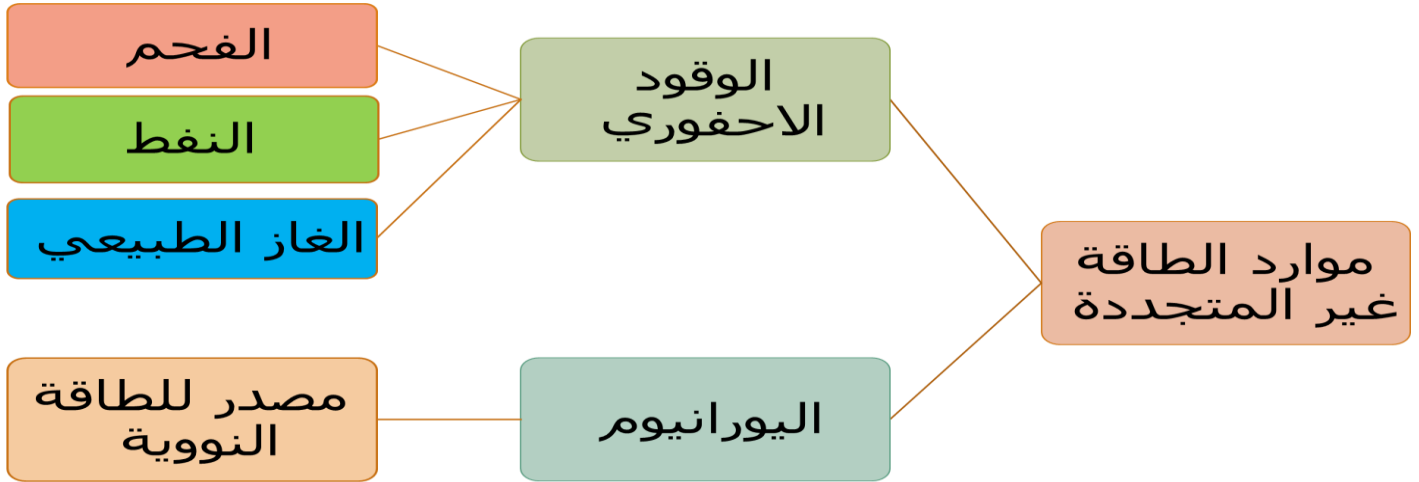 موارد الطاقة
غير المتجددة
الوقود
الاحفوري
الفحم
النفط
الغاز الطبيعي
اليورانيوم
مصدر للطاقة
النووية